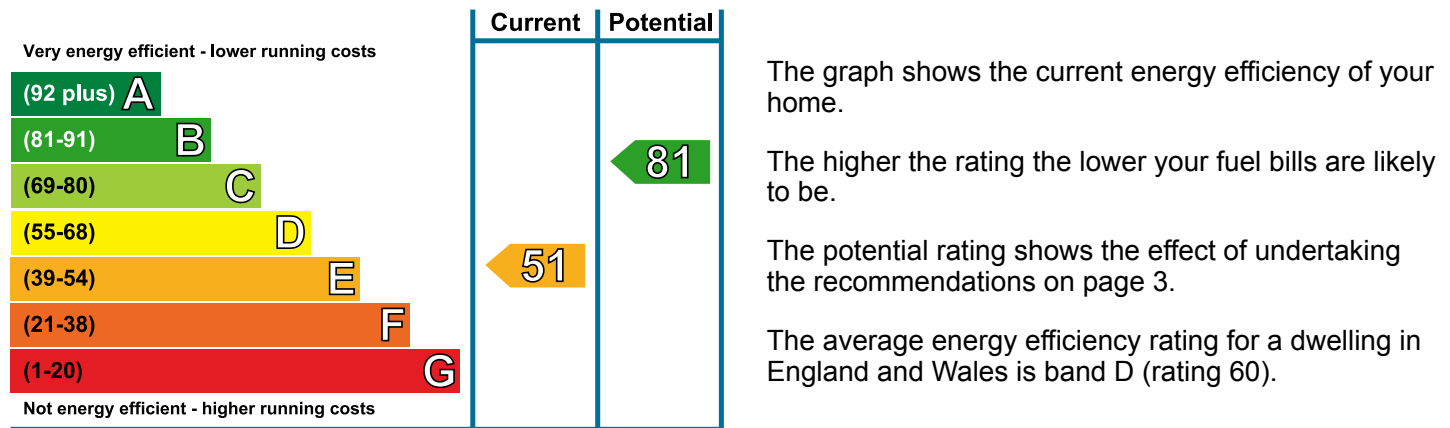 Current Potential
Very energy efficient - lower running costs
(92 plus) A
(81-91) B
(69-80) C
(55-68) D
(39-54) E
(21-38) F
(1-20) G
Not energy efficient - higher running costs
81
51
The graph shows the current energy efficiency of your
home.
The higher the rating the lower your fuel bills are likely
to be.
The potential rating shows the effect of undertaking
the recommendations on page 3.
The average energy efficiency rating for a dwelling in
England and Wales is band D (rating 60).